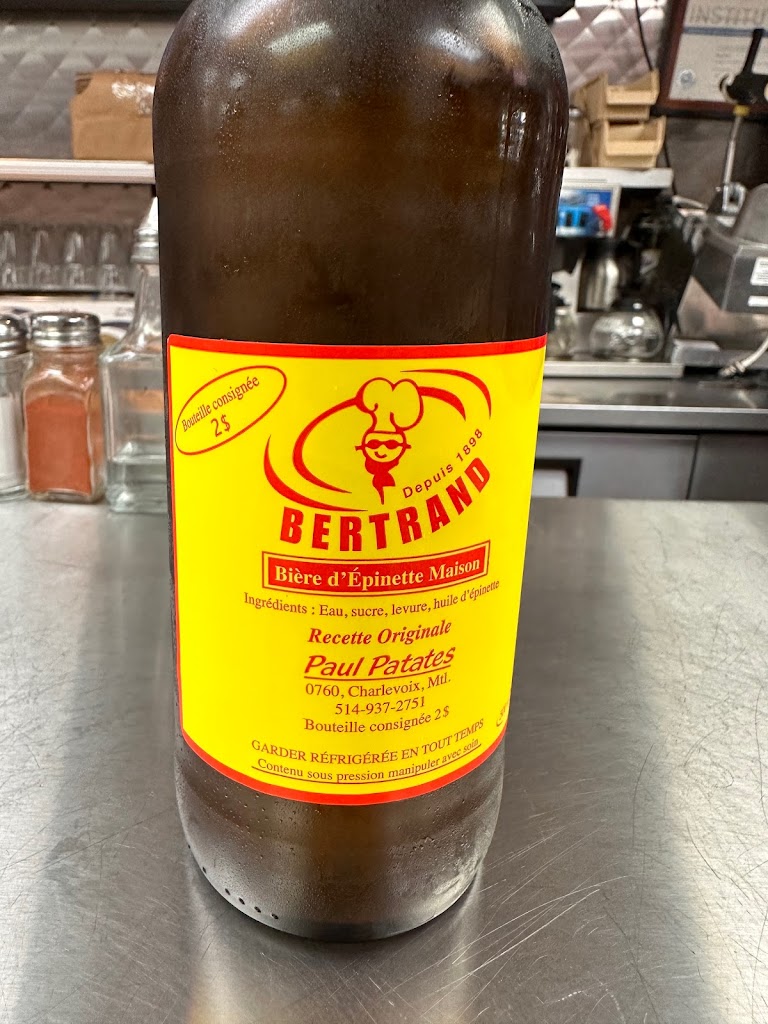 INSTITU
Bouteille consignée
2$
Depuis 1898
BERTRAND
Bière d'Épinette Maison
Ingrédients : Eau, sucre, levure, huile d'épinette
Recette Originale
Paul Patates
0760, Charlevoix, Mtl.
514-937-2751
Bouteille consignée 2$
GARDER RÉFRIGÉRÉE EN TOUT TEMPS
Contenu sous pression manipuler avec soin